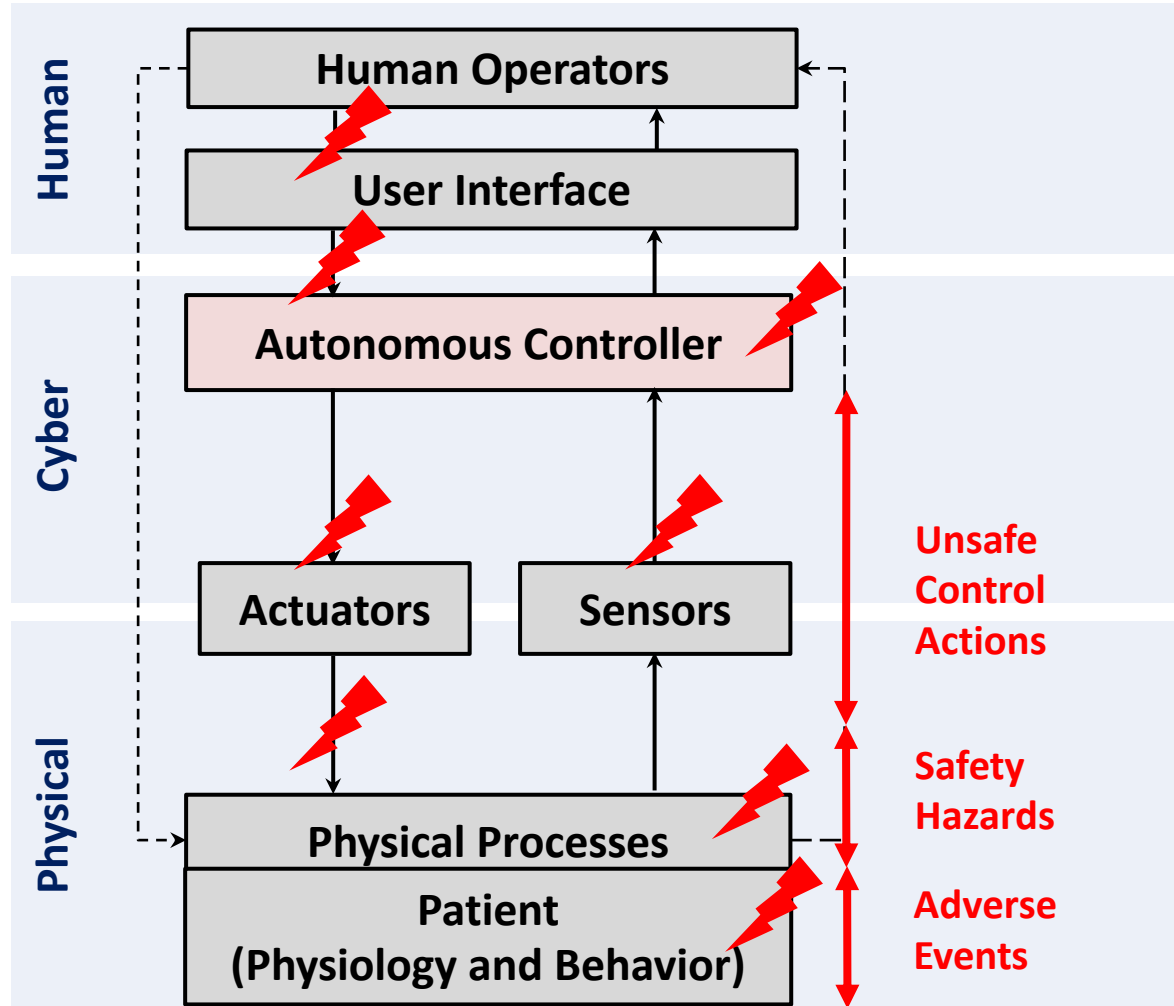 Human
Human Operators
User Interface
Cyber
Autonomous Controller
Actuators
Sensors
Unsafe
Control
Actions
Physical
Physical Processes
Safety
Hazards
Patient
(Physiology and Behavior)
Adverse
Events